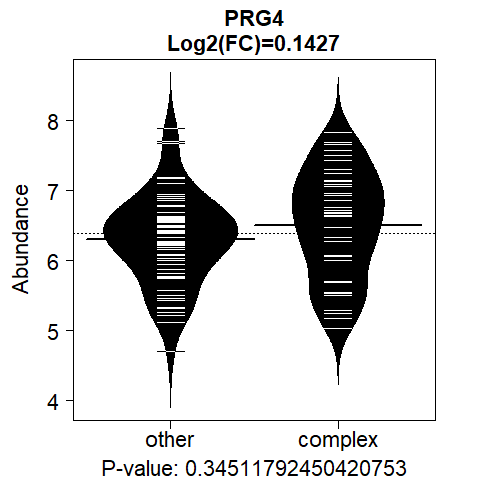 PRG4
Log2(FC)=0.1427
Abundance
8
7
6
5
4
other complex
P-value: 0.34511792450420753